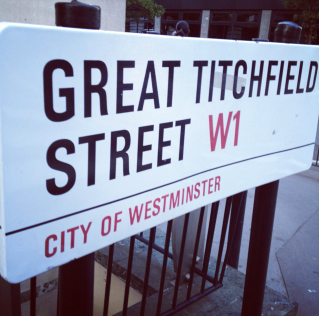 GREAT TITCHFIELD
STREET W1
CITY OF WESTMINSTER